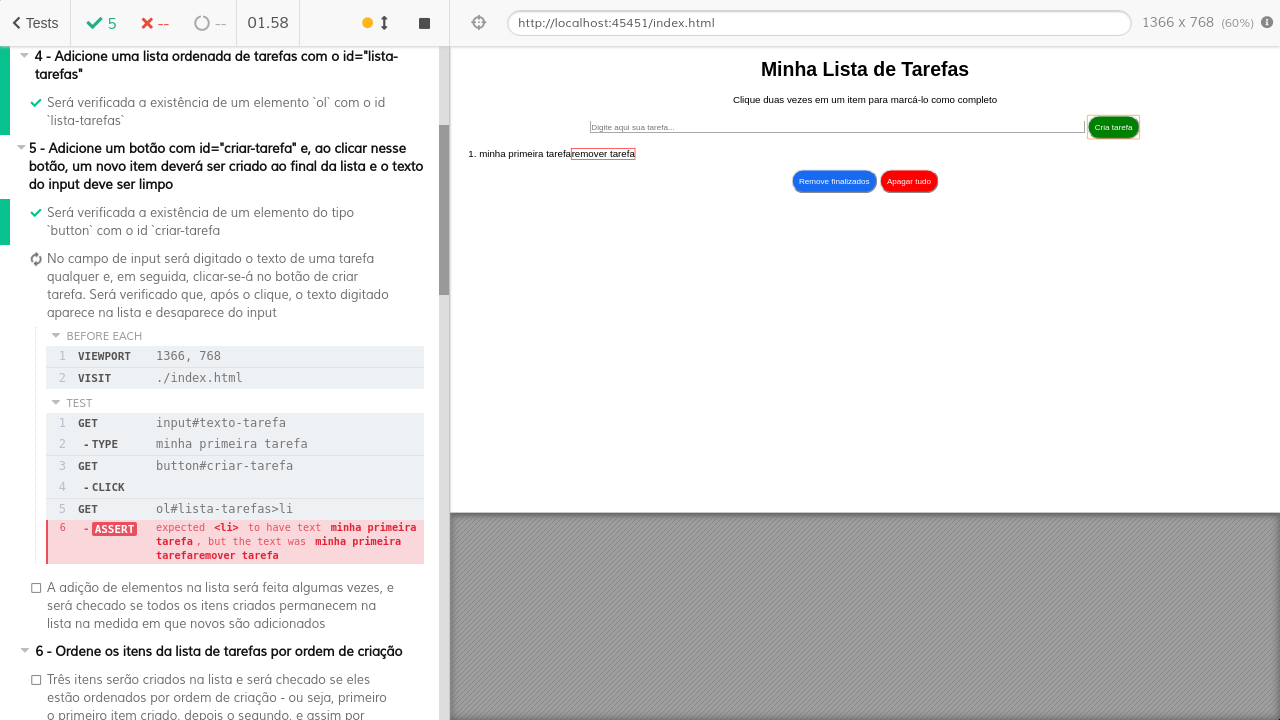 Tests
5
--
--
01.58
http://localhost:45451/index.html
1366 x 768 (60%)
4 - Adicione uma lista ordenada de tarefas com o id="lista-
tarefas"
Será verificada a existência de um elemento `ol` com o id
`lista-tarefas`
5 - Adicione um botão com id="criar-tarefa" e, ao clicar nesse
botão, um novo item deverá ser criado ao final da lista e o texto
do input deve ser limpo
Será verificada a existência de um elemento do tipo
`button` com o id `criar-tarefa
No campo de input será digitado o texto de uma tarefa
qualquer e, em seguida, clicar-se-á no botão de criar
tarefa. Será verificado que, após o clique, o texto digitado
aparece na lista e desaparece do input
BEFORE EACH
1 VIEWPORT 1366, 768
2 VISIT ./index.html
TEST
1 GET input#texto-tarefa
2 -TYPE minha primeira tarefa
3 GET button#criar-tarefa
4 -CLICK
5 GET ol#lista-tarefas>li
6 -ASSERT expected <li> to have text minha primeira
tarefa, but the text was minha primeira
tarefaremover tarefa
A adição de elementos na lista será feita algumas vezes, e
será checado se todos os itens criados permanecem na
lista na medida em que novos são adicionados
6 - Ordene os itens da lista de tarefas por ordem de criação
Três itens serão criados na lista e será checado se eles
estão ordenados por ordem de criação - ou seja, primeiro
o primeiro item criado, depois o segundo, e assim por
Minha Lista de Tarefas
Clique duas vezes em um item para marcá-lo como completo
Digite aqui sua tarefa...
Cria tarefa
1. minha primeira tarefaremover tarefa
Remove finalizados
Apagar tudo